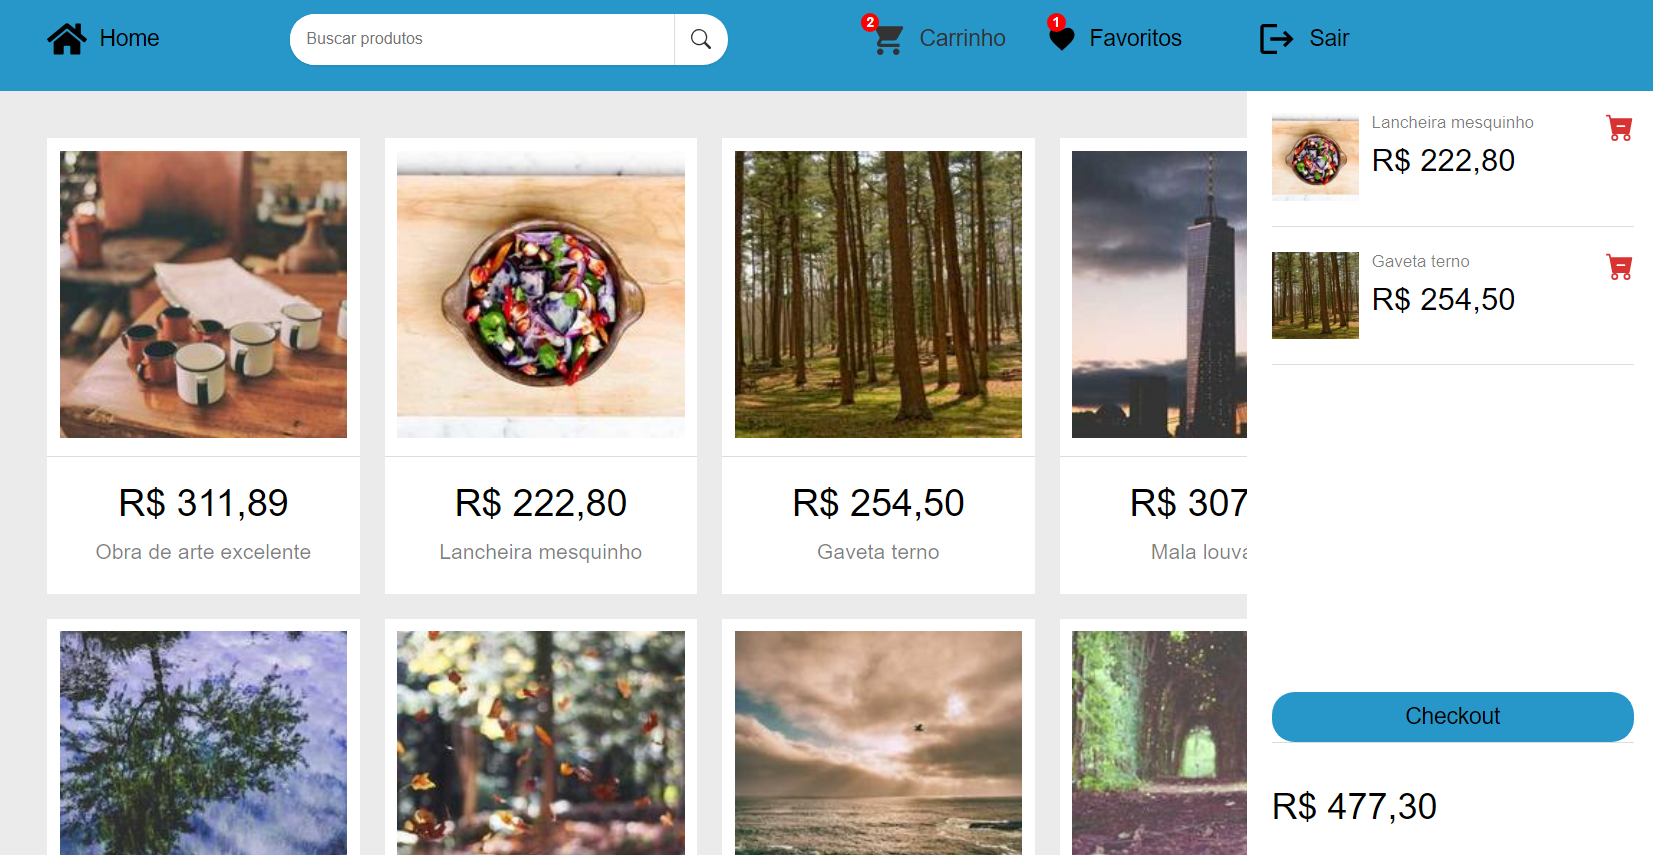 Home
Buscar produtos
2
Carrinho
1
Favoritos
Sair
R$ 311,89
Obra de arte excelente
R$ 222,80
Lancheira mesquinho
R$ 254,50
Gaveta terno
R$ 307
Mala louva
Lancheira mesquinho
R$ 222,80
Gaveta terno
R$ 254,50
Checkout
R$ 477,30